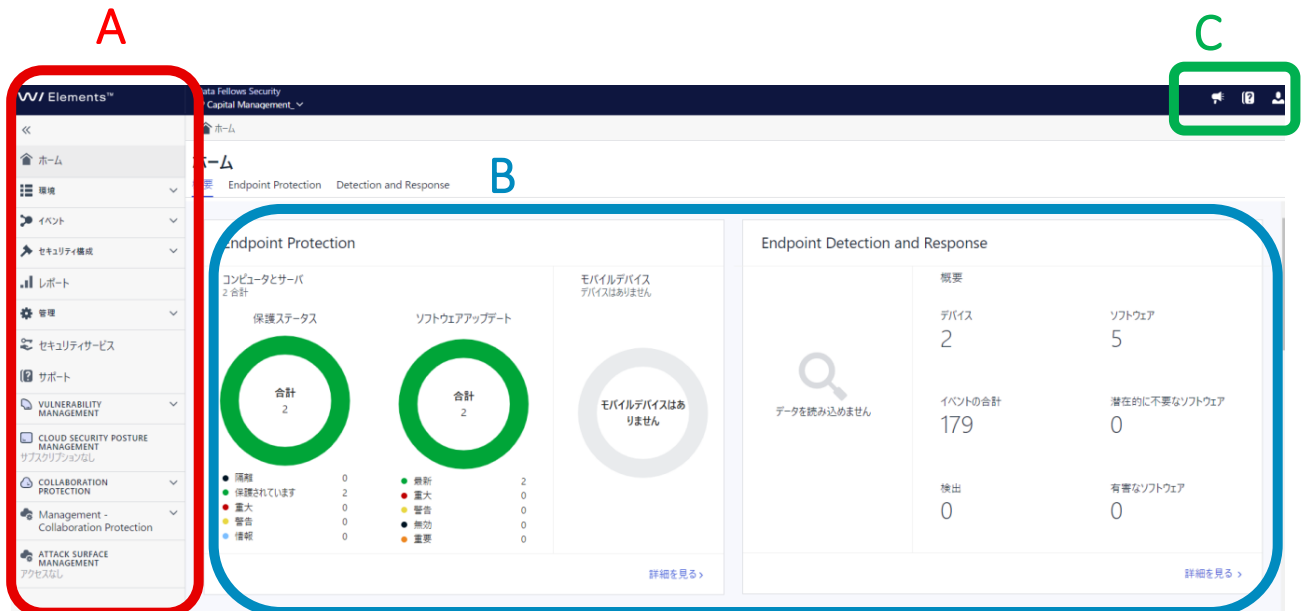 A
C
W/ Elements™
ata Fellows Security
Capital Management_
ホーム
ホーム
B
概要 Endpoint Protection Detection and Response
ホーム
環境
イベント
セキュリティ構成
レポート
管理
セキュリティサービス
サポート
VULNERABILITY
MANAGEMENT
CLOUD SECURITY POSTURE
MANAGEMENT
サブスクリプションなし
COLLABORATION
PROTECTION
Management -
Collaboration Protection
ATTACK SURFACE
MANAGEMENT
アクセスなし
Endpoint Protection
コンピュータとサーバ
2 合計
保護ステータス
合計
2
隔離 0
保護されています 2
重大 0
警告 0
情報 0
ソフトウェアアップデート
合計
2
最新 2
重大 0
警告 0
無効 0
重要 0
モバイルデバイス
デバイスはありません
モバイルデバイスはあ
りません
詳細を見る
Endpoint Detection and Response
データを読み込めません
概要
デバイス
2
ソフトウェア
5
イベントの合計
179
潜在的に不要なソフトウェア
0
検出
0
有害なソフトウェア
0
詳細を見る